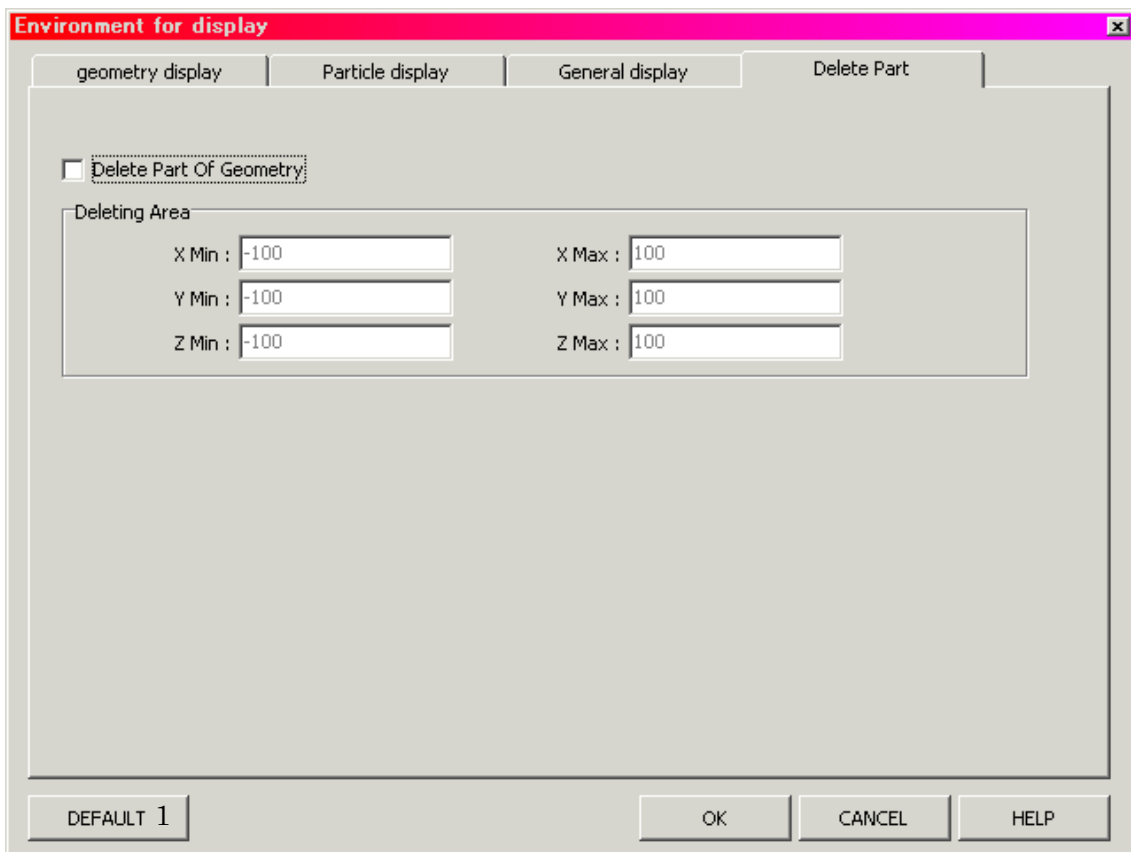 Environment for display
geometry display Particle display General display Delete Part
Delete Part Of Geometry
Deleting Area
X Min : -100 X Max : 100
Y Min : -100 Y Max : 100
Z Min : -100 Z Max : 100
DEFAULT 1 OK CANCEL HELP